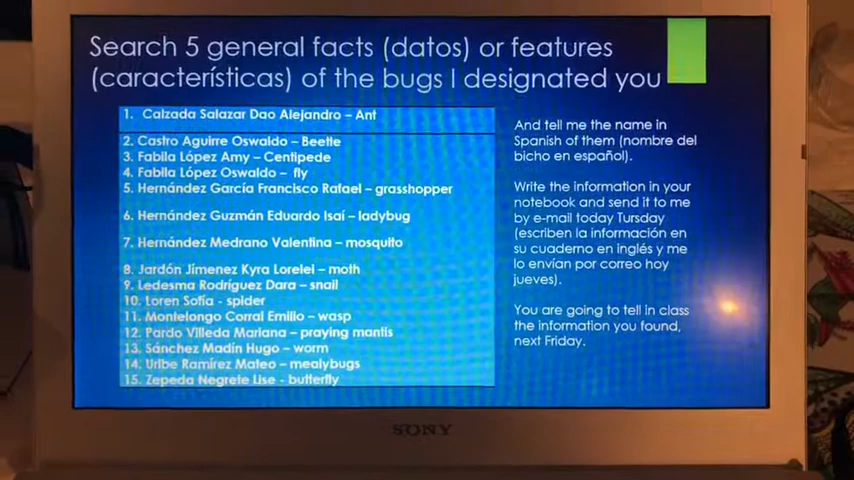 Search 5 general facts (datos) or features
(características) of the bugs I designated you
1. Calzada Salazar Dao Alejandro – Ant
2. Castro Aguirre Oswaldo – Beetle
3. Fabila López Amy – Centipede
4. Fabila López Oswaldo – fly
5. Hernández García Francisco Rafael – grasshopper
6. Hernández Guzmán Eduardo Isaí – ladybug
7. Hernández Medrano Valentina – mosquito
8. Jardón Jímenez Kyra Lorelei – moth
9. Ledesma Rodríguez Dara – snail
10. Loren Sofía - spider
11. Montelongo Corral Emilio – wasp
12. Pardo Villeda Mariana – praying mantis
13. Sánchez Madín Hugo – worm
14. Uribe Ramírez Mateo – mealybugs
15. Zepeda Negrete Lise - butterfly
And tell me the name in
Spanish of them (nombre del
bicho en español).
Write the information in your
notebook and send it to me
by e-mail today Tursday
(escriben la información en
su cuaderno en inglés y me
lo envían por correo hoy
jueves).
You are going to tell in class
the information you found,
next Friday.
SONY